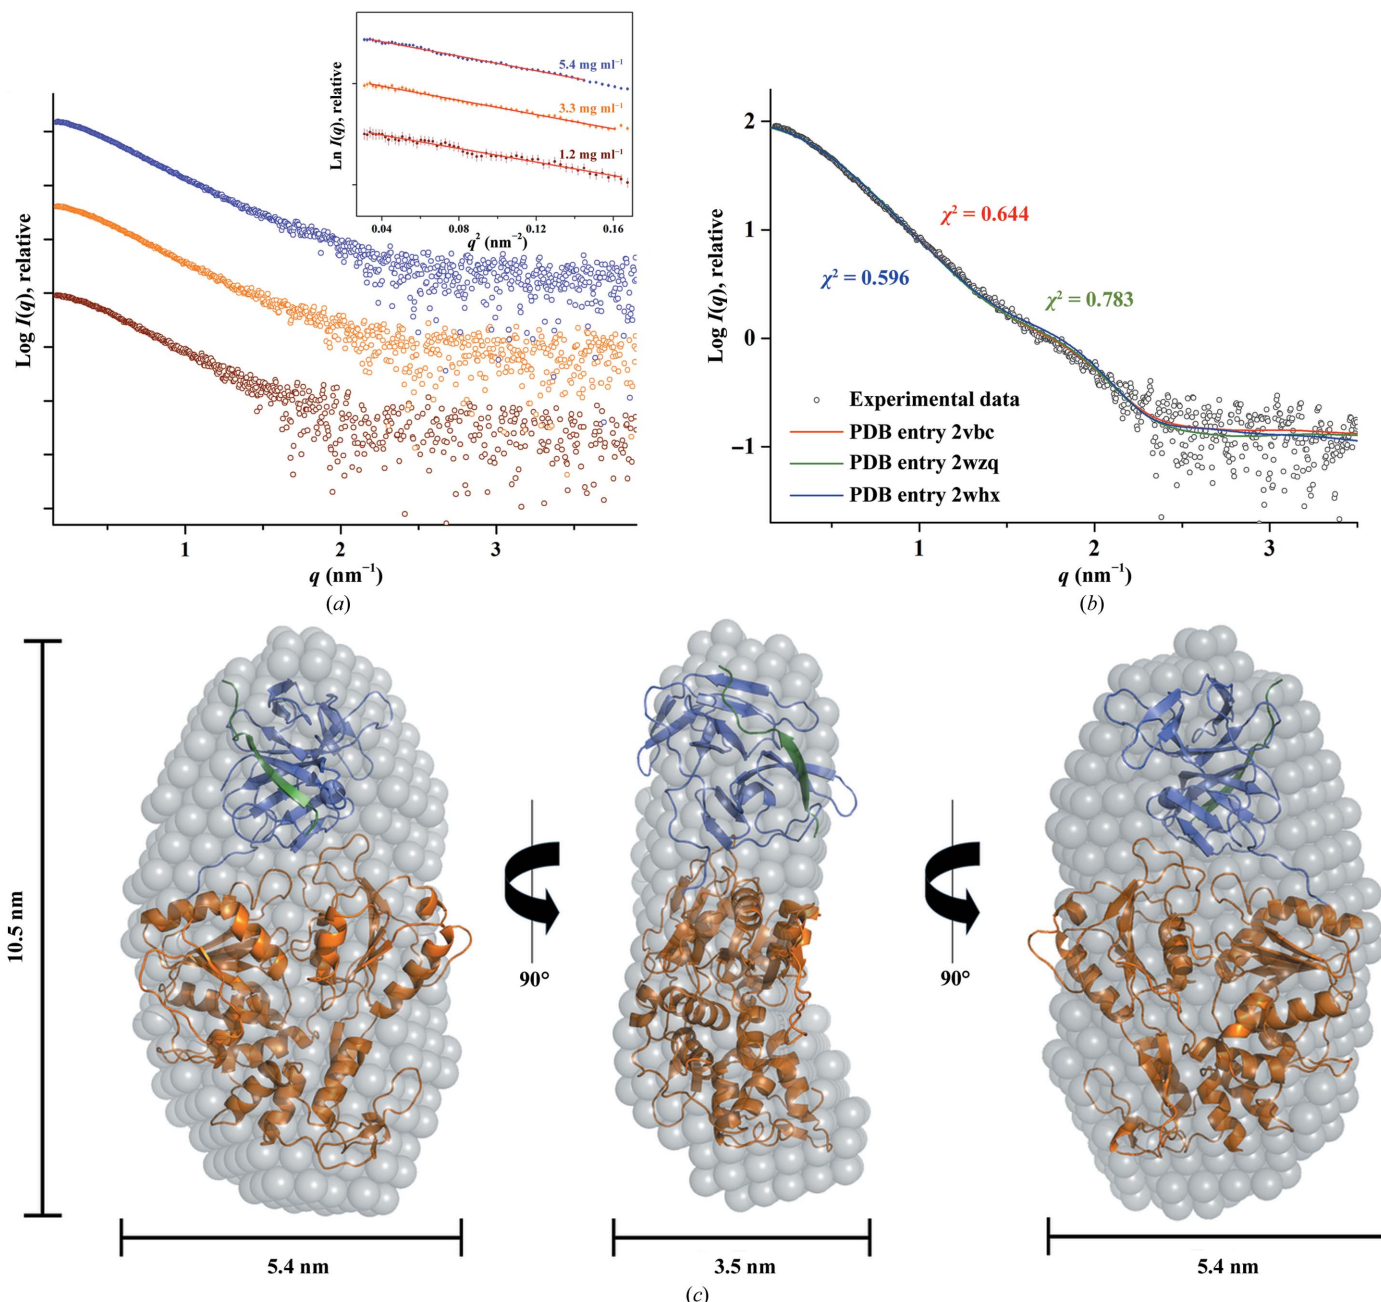 5.4 mg ml⁻¹
3.3 mg ml⁻¹
1.2 mg ml⁻¹
Ln I(q), relative
0.04 0.08 0.12 0.16
q² (nm⁻²)
Log I(q), relative
1 2 3
q (nm⁻¹)
(a)
2
1
0
−1
Log I(q), relative
χ² = 0.644
χ² = 0.596
χ² = 0.783
Experimental data
PDB entry 2vbc
PDB entry 2wzq
PDB entry 2whx
1 2 3
q (nm⁻¹)
(b)
10.5 nm
90°
90°
5.4 nm
3.5 nm
5.4 nm
(c)